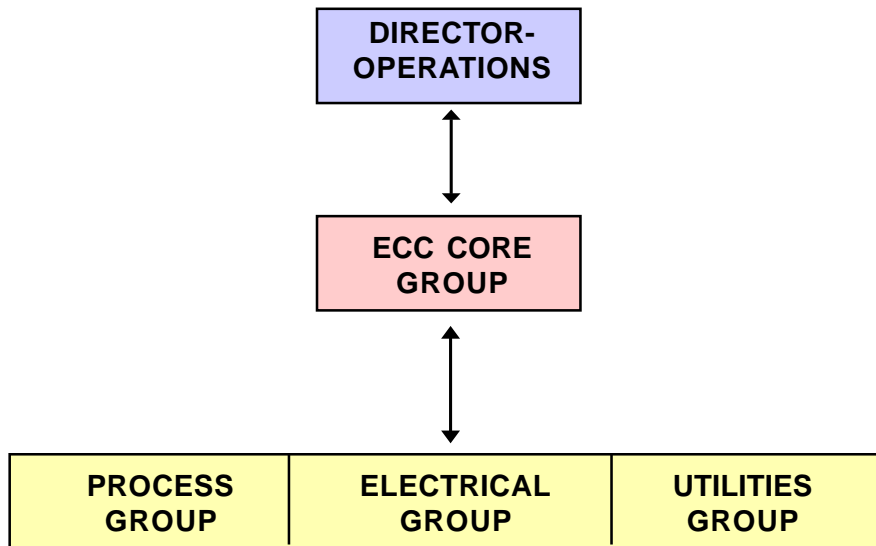 DIRECTOR-
OPERATIONS
ECC CORE
GROUP
PROCESS
GROUP
ELECTRICAL
GROUP
UTILITIES
GROUP